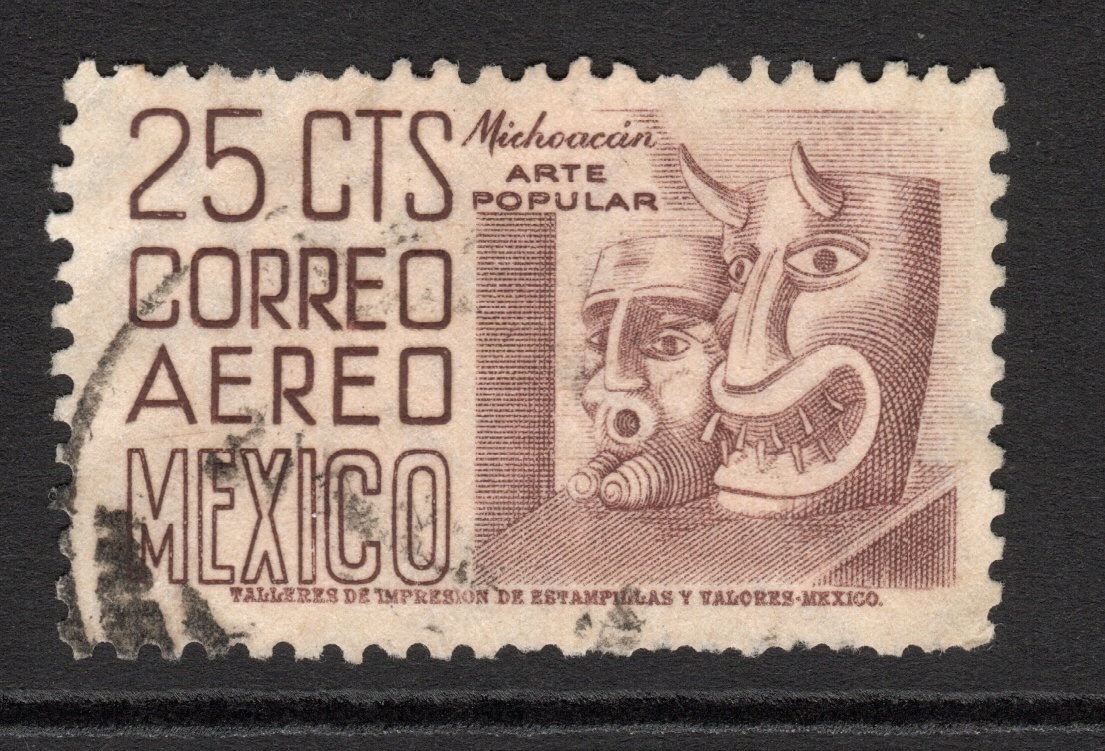 25 CTS
CORREO
AEREO
MEXICO
Michoacán
ARTE
POPULAR
TALLERES DE IMPRESION DE ESTAMPILLAS Y VALORES-MEXICO.